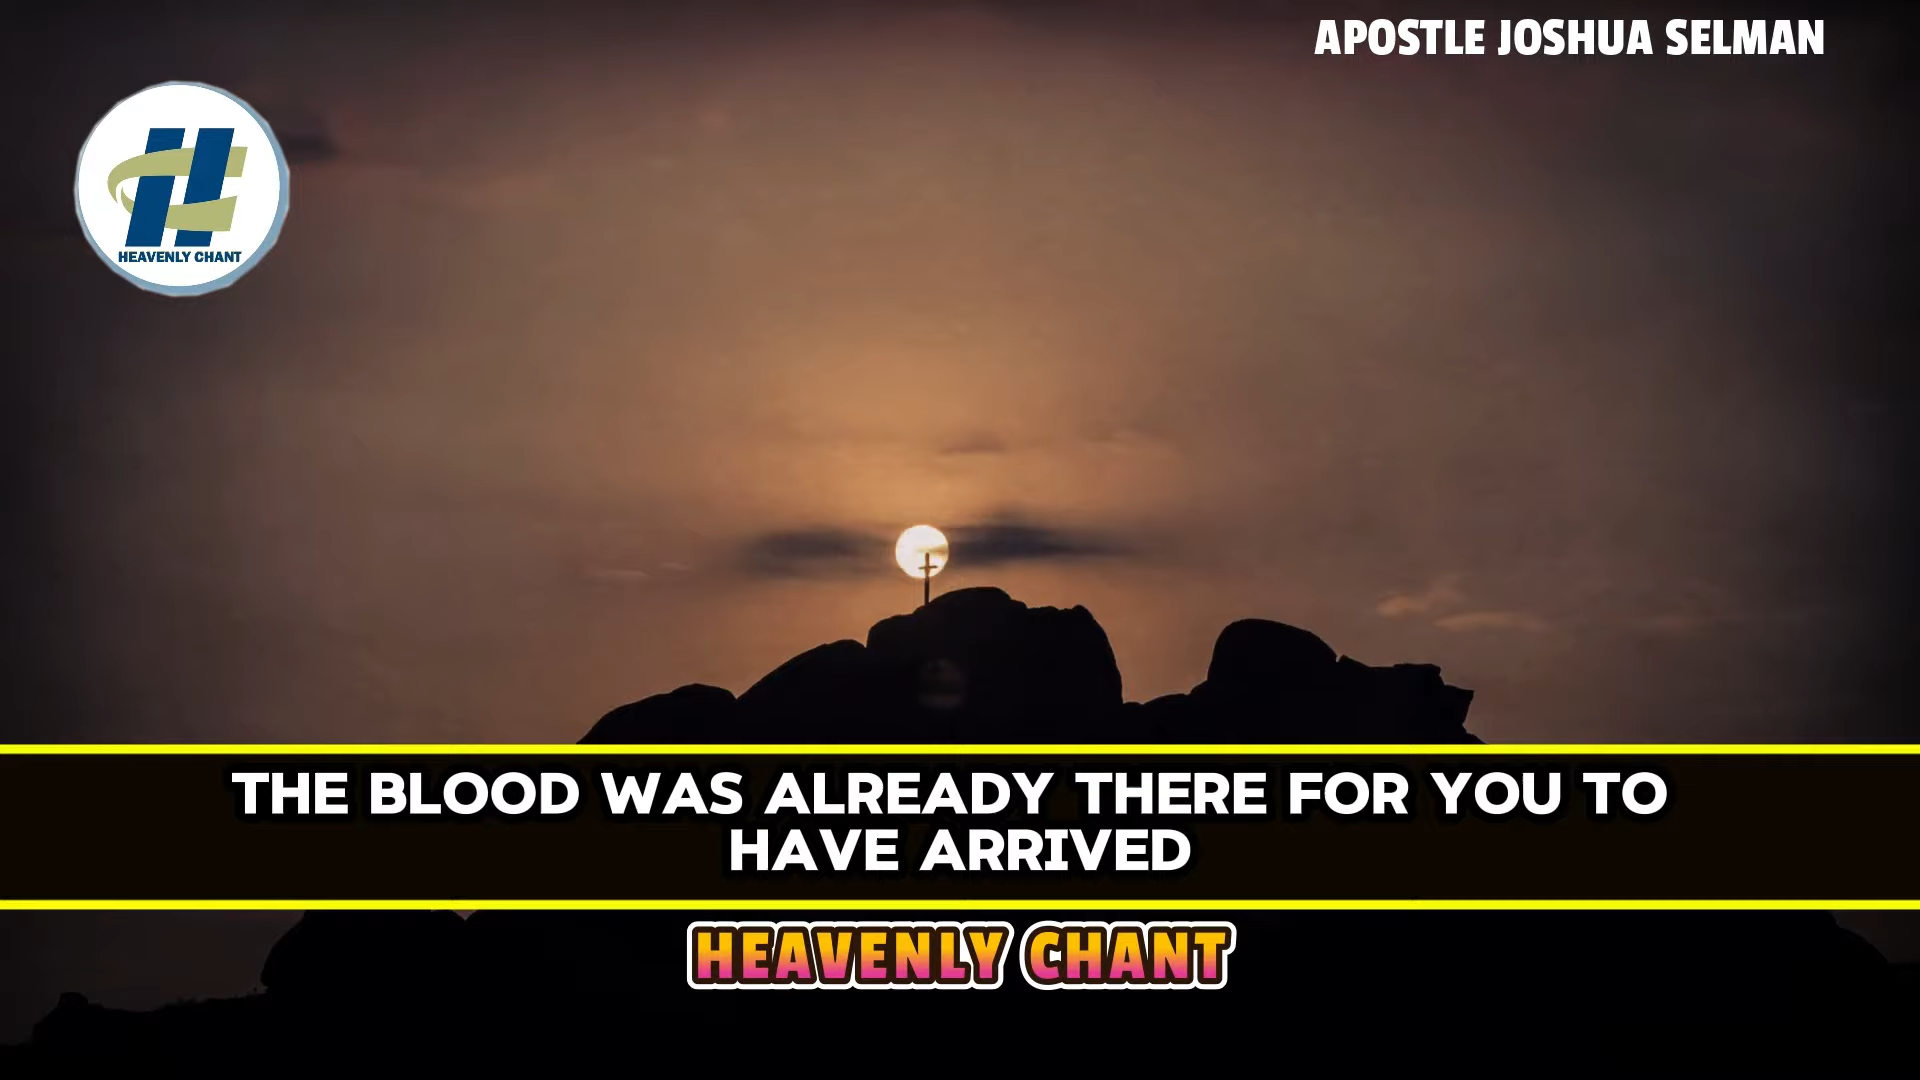 APOSTLE JOSHUA SELMAN
HEAVENLY CHANT
THE BLOOD WAS ALREADY THERE FOR YOU TO
HAVE ARRIVED
HEAVENLY CHANT